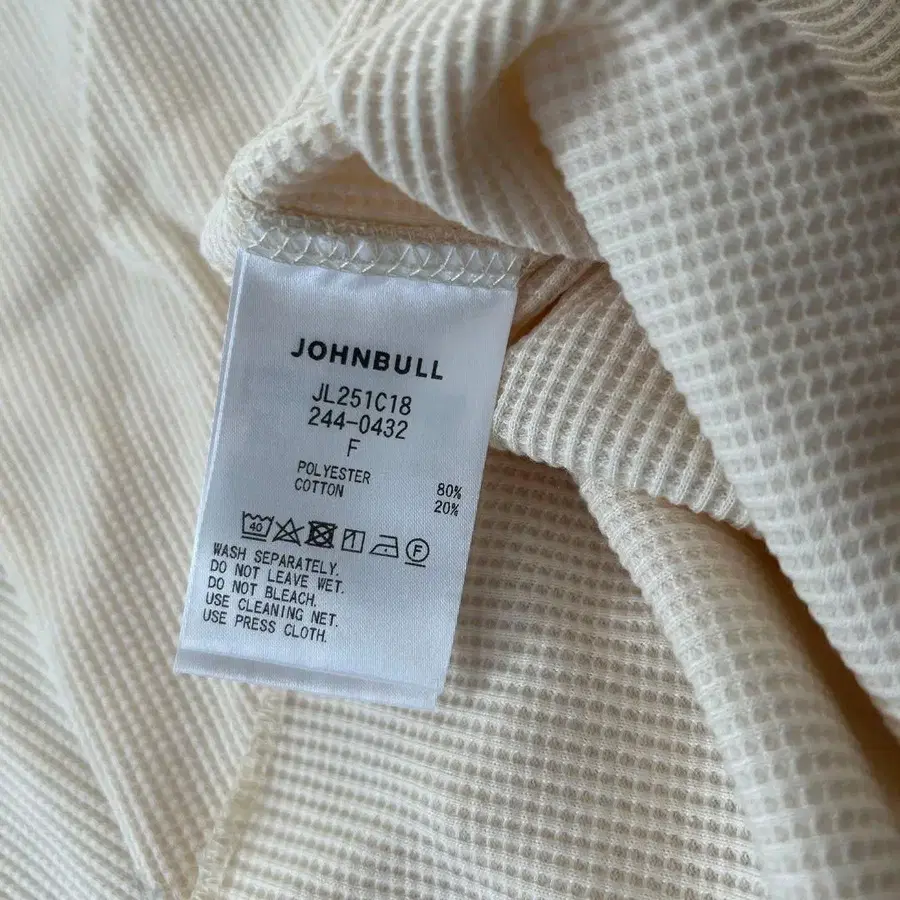 JOHNBULL
JL251C18
244-0432
F
POLYESTER 80%
COTTON 20%
40 F
WASH SEPARATELY.
DO NOT LEAVE WET.
DO NOT BLEACH.
USE CLEANING NET.
USE PRESS CLOTH.